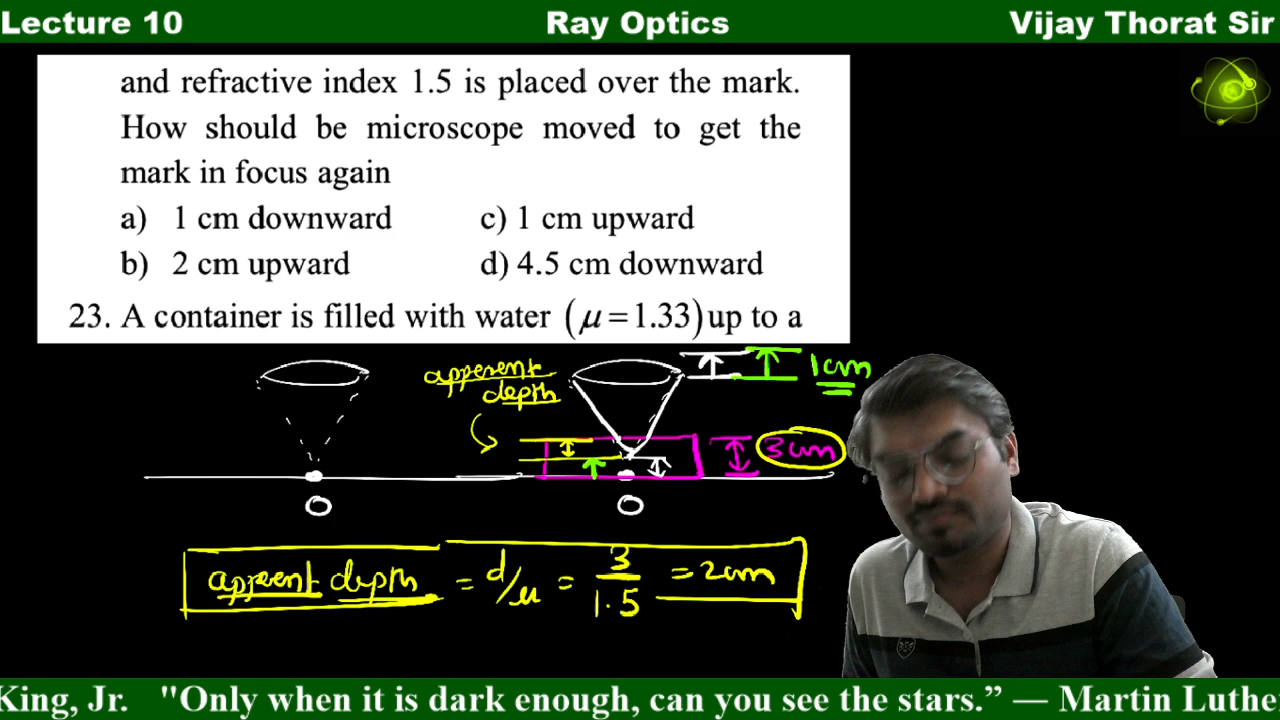 Lecture 10 Ray Optics Vijay Thorat Sir
and refractive index 1.5 is placed over the mark.
How should be microscope moved to get the
mark in focus again
a) 1 cm downward c) 1 cm upward
b) 2 cm upward d) 4.5 cm downward
23. A container is filled with water (μ=1.33) up to a
apperent
depth
1cm
3cm
O O
apperent depth = d/μ = 3/1.5 = 2cm
King, Jr. "Only when it is dark enough, can you see the stars.” — Martin Luthe